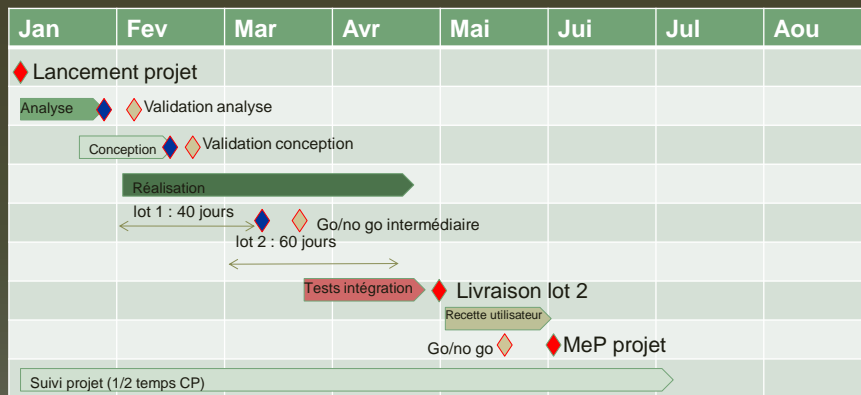 Jan Fev Mar Avr Mai Jui Jul Aou
Lancement projet
Analyse Validation analyse
Conception Validation conception
Réalisation
lot 1 : 40 jours
Go/no go intermédiaire
lot 2 : 60 jours
Tests intégration Livraison lot 2
Recette utilisateur
Go/no go MeP projet
Suivi projet (1/2 temps CP)